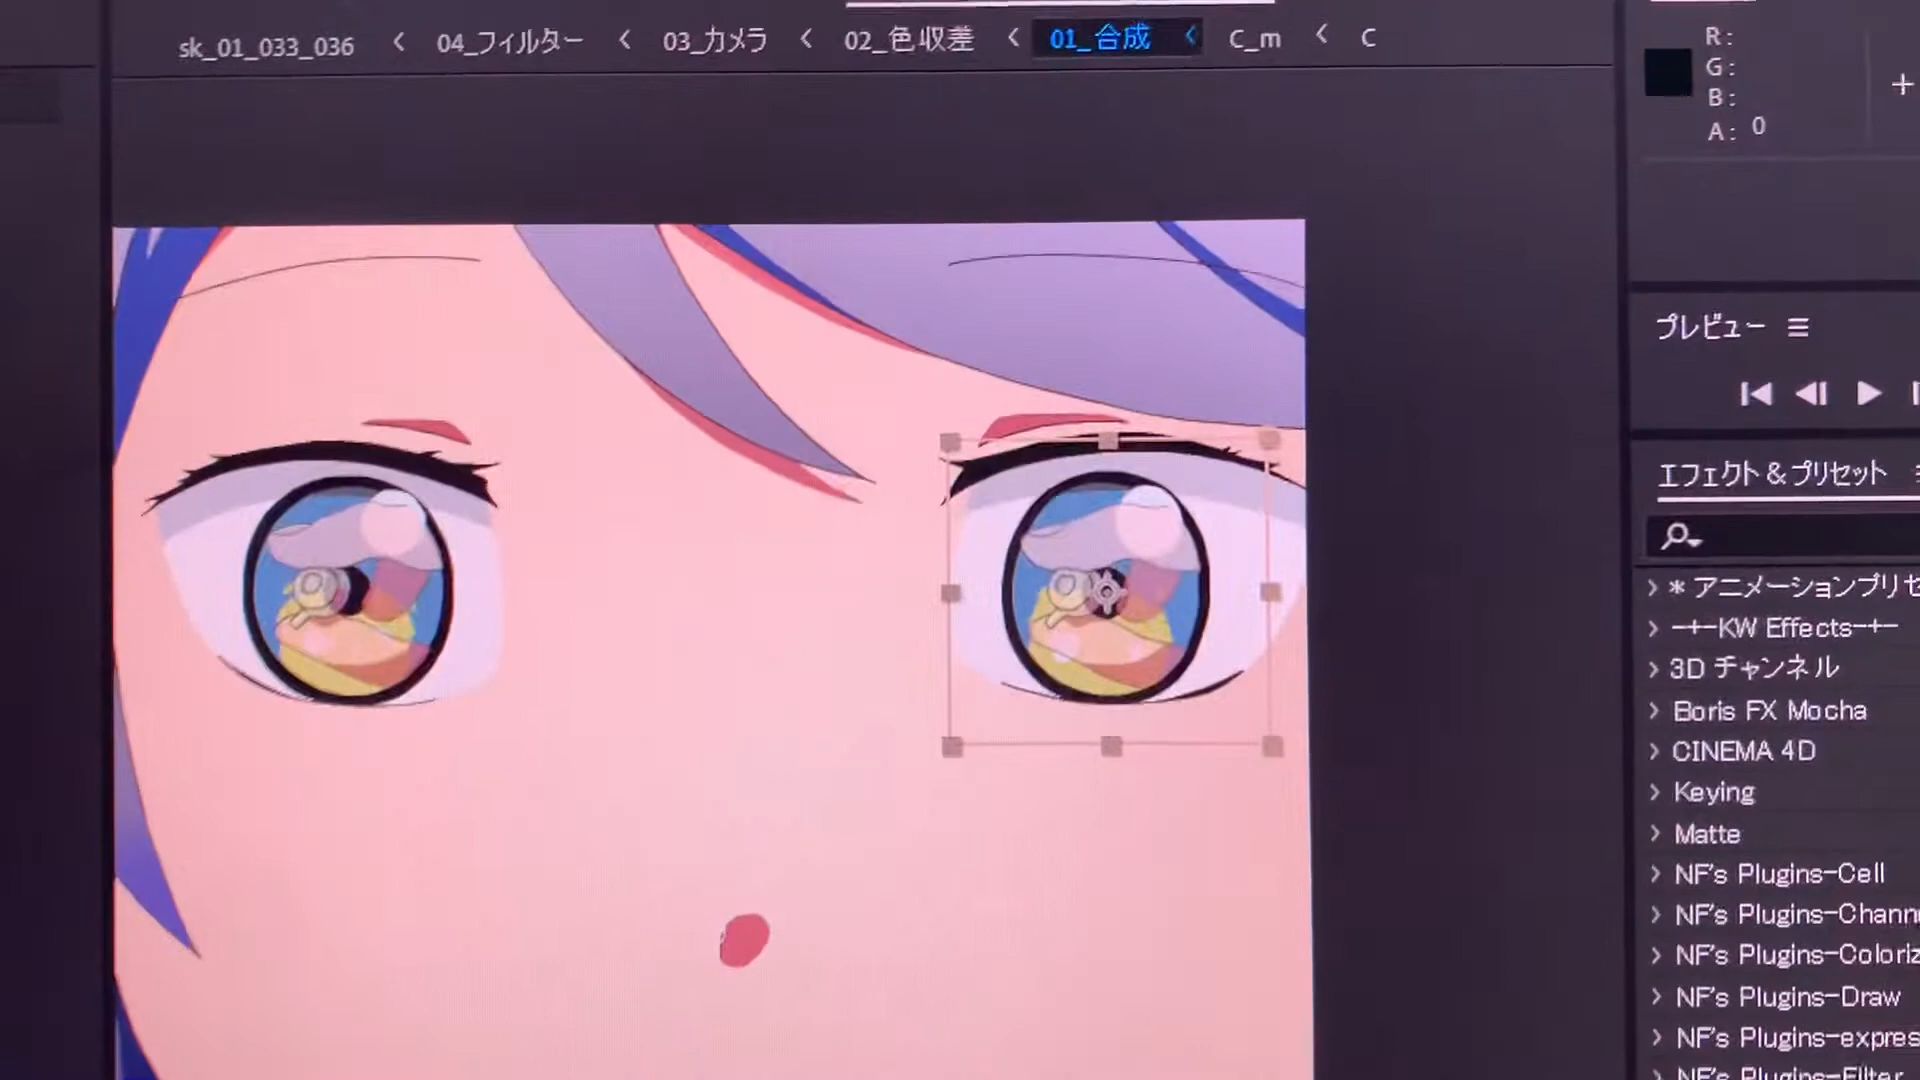 sk_01_033_036 < 04_フィルター < 03_カメラ < 02_色収差 < 01_合成 < C_m < C
R:
G:
B:
A: 0
プレビュー
エフェクト&プリセット
* アニメーションプリセ
-+-KW Effects-+-
3D チャンネル
Boris FX Mocha
CINEMA 4D
Keying
Matte
NF's Plugins-Cell
NF's Plugins-Chann
NF's Plugins-Coloriz
NF's Plugins-Draw
NF's Plugins-expres
NF's Plugins-Filter